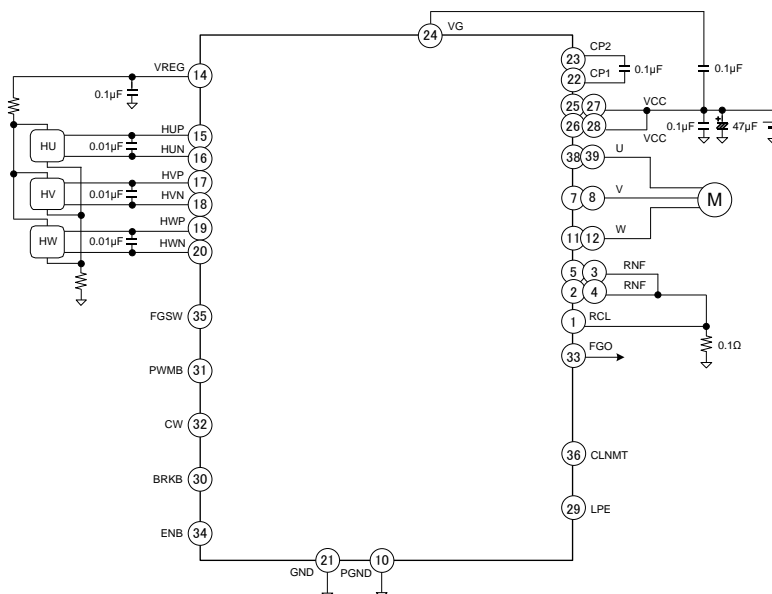 24
VG
23
CP2
22
CP1
0.1µF
0.1µF
VREG
14
0.1µF
25
27
VCC
26
28
VCC
0.1µF
47µF
+
HU
HUP
15
0.01µF
HUN
16
38
39
U
HV
HVP
17
0.01µF
HVN
18
7
8
V
M
HW
HWP
19
0.01µF
HWN
20
11
12
W
5
3
RNF
2
4
RNF
FGSW
35
1
RCL
0.1Ω
33
FGO
PWMB
31
CW
32
36
CLNMT
BRKB
30
29
LPE
ENB
34
21
GND
10
PGND